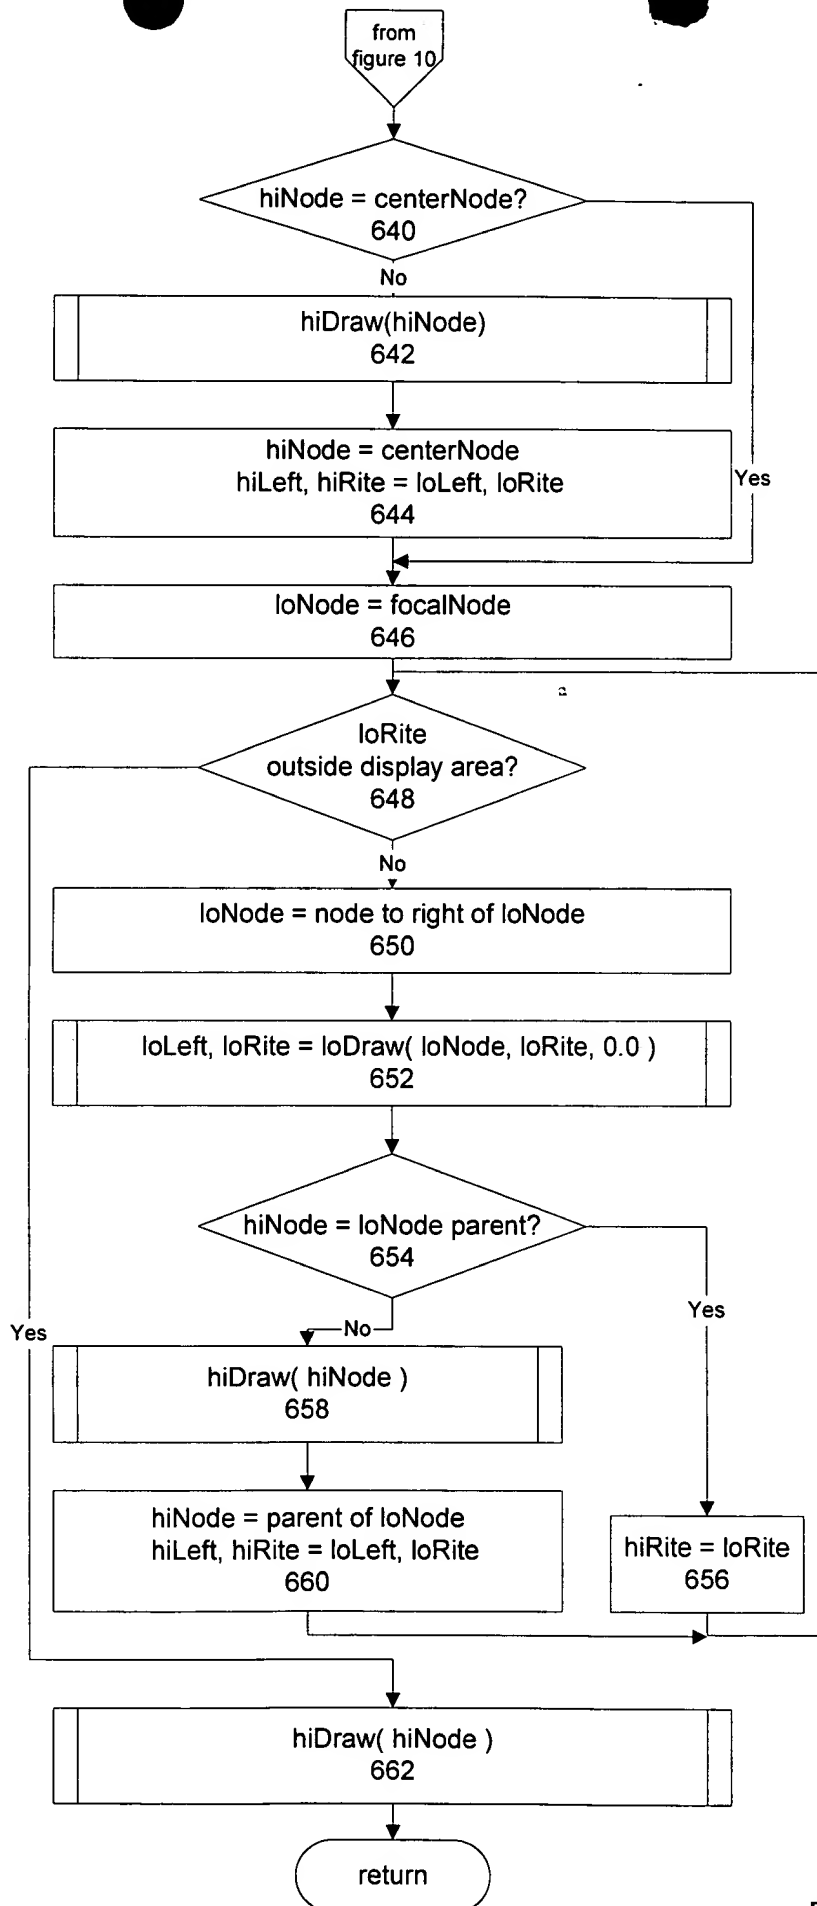 from
figure 10
hiNode = centerNode?
640
No
hiDraw(hiNode)
642
hiNode = centerNode
hiLeft, hiRite = loLeft, loRite
644
Yes
loNode = focalNode
646
loRite
outside display area?
648
No
loNode = node to right of loNode
650
loLeft, loRite = loDraw( loNode, loRite, 0.0 )
652
hiNode = loNode parent?
654
Yes
No
Yes
hiDraw( hiNode )
658
hiNode = parent of loNode
hiLeft, hiRite = loLeft, loRite
660
hiRite = loRite
656
hiDraw( hiNode )
662
return